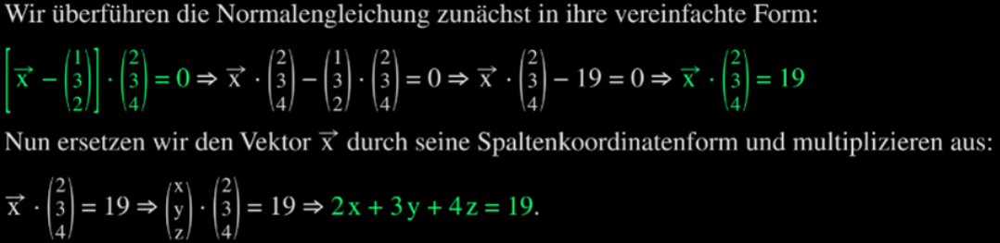 Wir überführen die Normalengleichung zunächst in ihre vereinfachte Form:
[x⃗ − (1 3 2)] · (2 3 4) = 0 ⇒ x⃗ · (2 3 4) − (1 3 2) · (2 3 4) = 0 ⇒ x⃗ · (2 3 4) − 19 = 0 ⇒ x⃗ · (2 3 4) = 19
Nun ersetzen wir den Vektor x⃗ durch seine Spaltenkoordinatenform und multiplizieren aus:
x⃗ · (2 3 4) = 19 ⇒ (x y z) · (2 3 4) = 19 ⇒ 2x + 3y + 4z = 19.